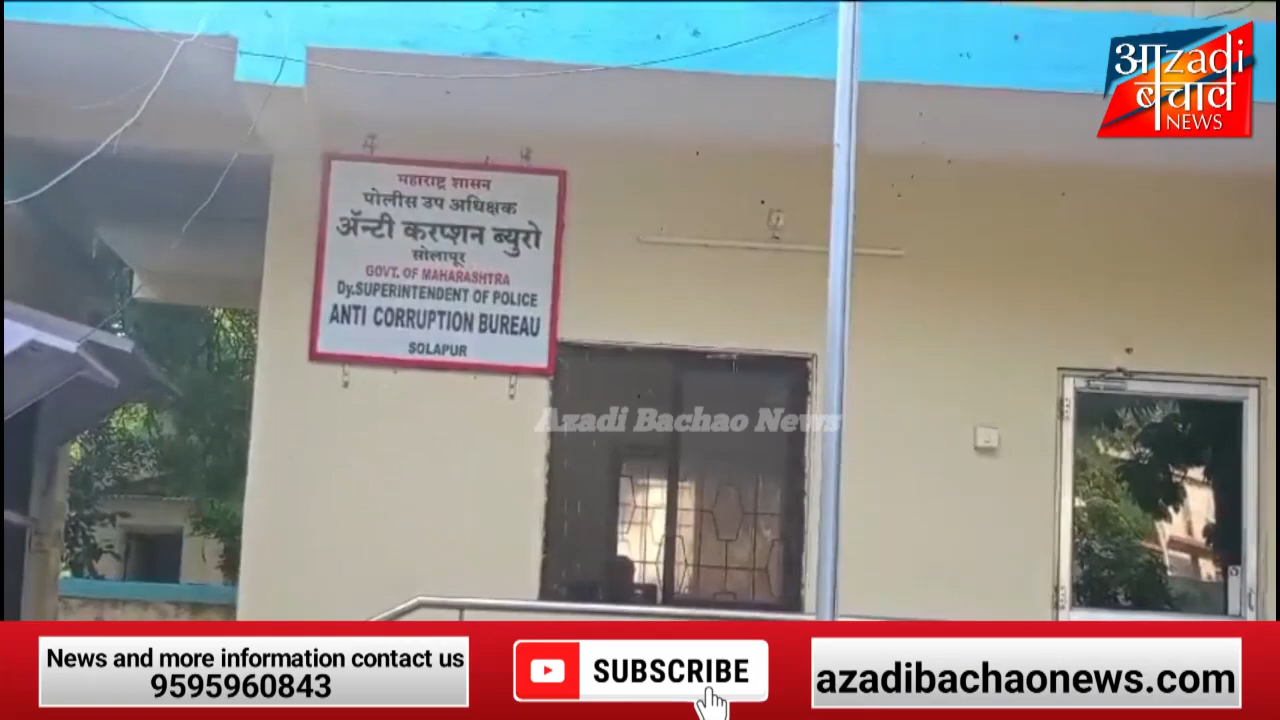 आzadi
बचाव
NEWS
महाराष्ट्र शासन
पोलीस उप अधिक्षक
ॲन्टी करप्शन ब्युरो
सोलापूर
GOVT. OF MAHARASHTRA
Dy.SUPERINTENDENT OF POLICE
ANTI CORRUPTION BUREAU
SOLAPUR
Azadi Bachao News
News and more information contact us
9595960843
SUBSCRIBE
azadibachaonews.com